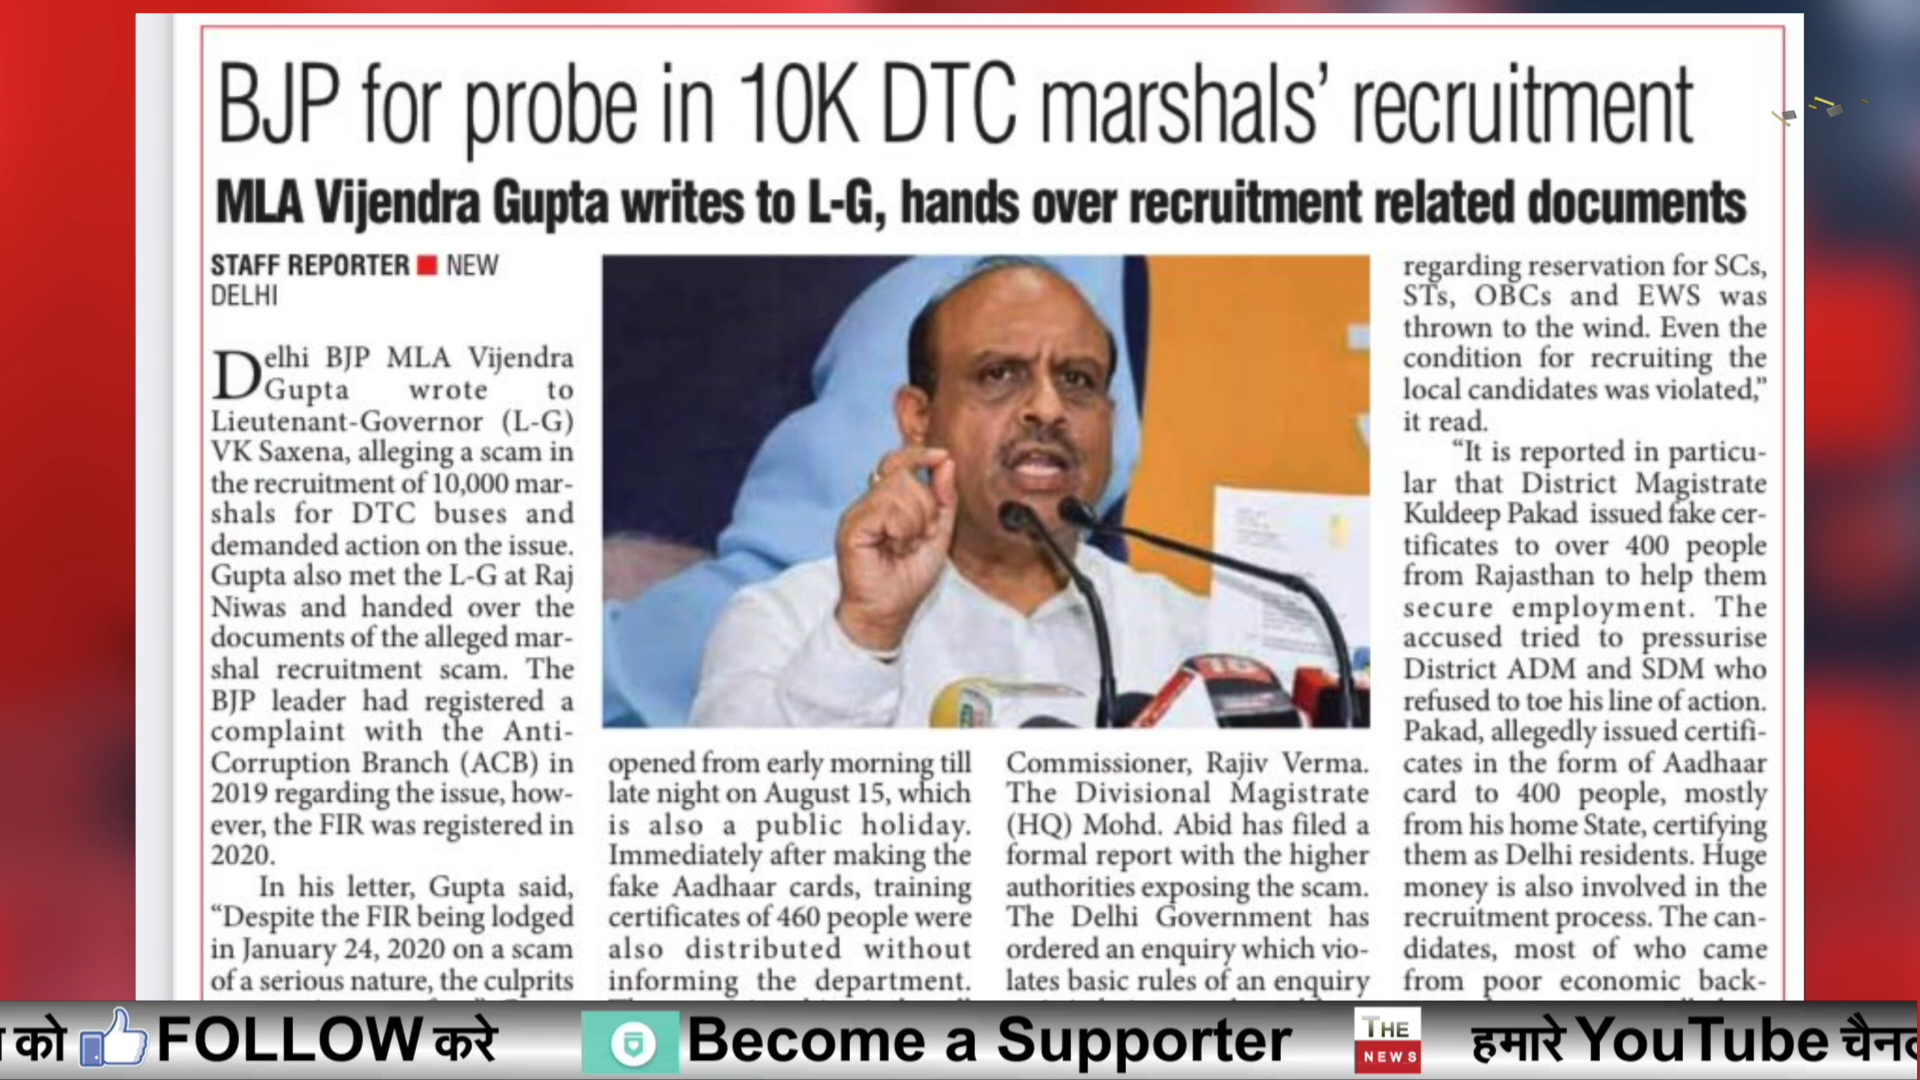 BJP for probe in 10K DTC marshals’ recruitment
MLA Vijendra Gupta writes to L-G, hands over recruitment related documents
STAFF REPORTER ■ NEW
DELHI
Delhi BJP MLA Vijendra
Gupta wrote to
Lieutenant-Governor (L-G)
VK Saxena, alleging a scam in
the recruitment of 10,000 mar-
shals for DTC buses and
demanded action on the issue.
Gupta also met the L-G at Raj
Niwas and handed over the
documents of the alleged mar-
shal recruitment scam. The
BJP leader had registered a
complaint with the Anti-
Corruption Branch (ACB) in
2019 regarding the issue, how-
ever, the FIR was registered in
2020.
In his letter, Gupta said,
“Despite the FIR being lodged
in January 24, 2020 on a scam
of a serious nature, the culprits
opened from early morning till
late night on August 15, which
is also a public holiday.
Immediately after making the
fake Aadhaar cards, training
certificates of 460 people were
also distributed without
informing the department.
Commissioner, Rajiv Verma.
The Divisional Magistrate
(HQ) Mohd. Abid has filed a
formal report with the higher
authorities exposing the scam.
The Delhi Government has
ordered an enquiry which vio-
lates basic rules of an enquiry
regarding reservation for SCs,
STs, OBCs and EWS was
thrown to the wind. Even the
condition for recruiting the
local candidates was violated,”
it read.
“It is reported in particu-
lar that District Magistrate
Kuldeep Pakad issued fake cer-
tificates to over 400 people
from Rajasthan to help them
secure employment. The
accused tried to pressurise
District ADM and SDM who
refused to toe his line of action.
Pakad, allegedly issued certifi-
cates in the form of Aadhaar
card to 400 people, mostly
from his home State, certifying
them as Delhi residents. Huge
money is also involved in the
recruitment process. The can-
didates, most of who came
from poor economic back-
को FOLLOW करे Become a Supporter THE NEWS हमारे YouTube